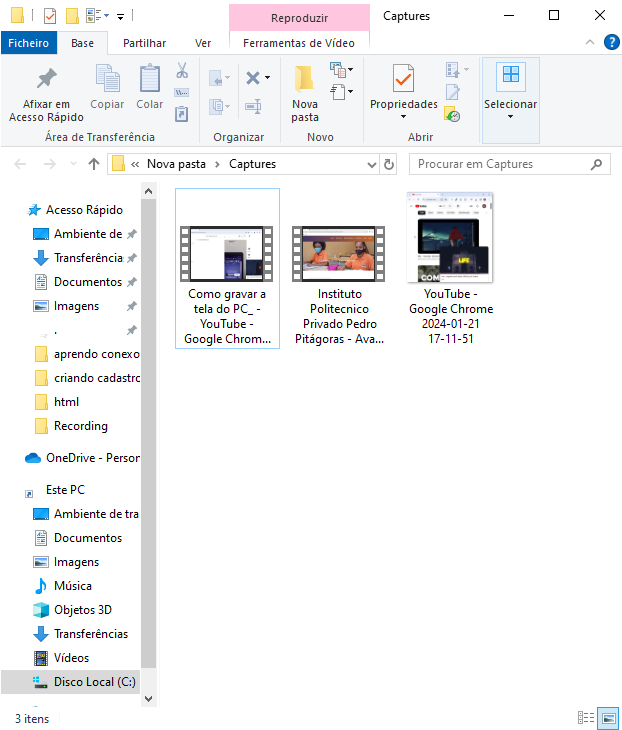 Reproduzir
Captures
Ficheiro
Base
Partilhar
Ver
Ferramentas de Vídeo
Afixar em
Acesso Rápido
Copiar
Colar
Nova
pasta
Propriedades
Selecionar
Área de Transferência
Organizar
Novo
Abrir
« Nova pasta > Captures
Procurar em Captures
Acesso Rápido
Ambiente de
Transferência
Documentos
Imagens
.
aprendo conexo
criando cadastro
html
Recording
OneDrive - Person
Este PC
Ambiente de tra
Documentos
Imagens
Música
Objetos 3D
Transferências
Vídeos
Disco Local (C:)
Como gravar a
tela do PC_ -
YouTube -
Google Chrom...
Instituto
Politecnico
Privado Pedro
Pitágoras - Ava...
LIFE
COM
YouTube -
Google Chrome
2024-01-21
17-11-51
3 itens